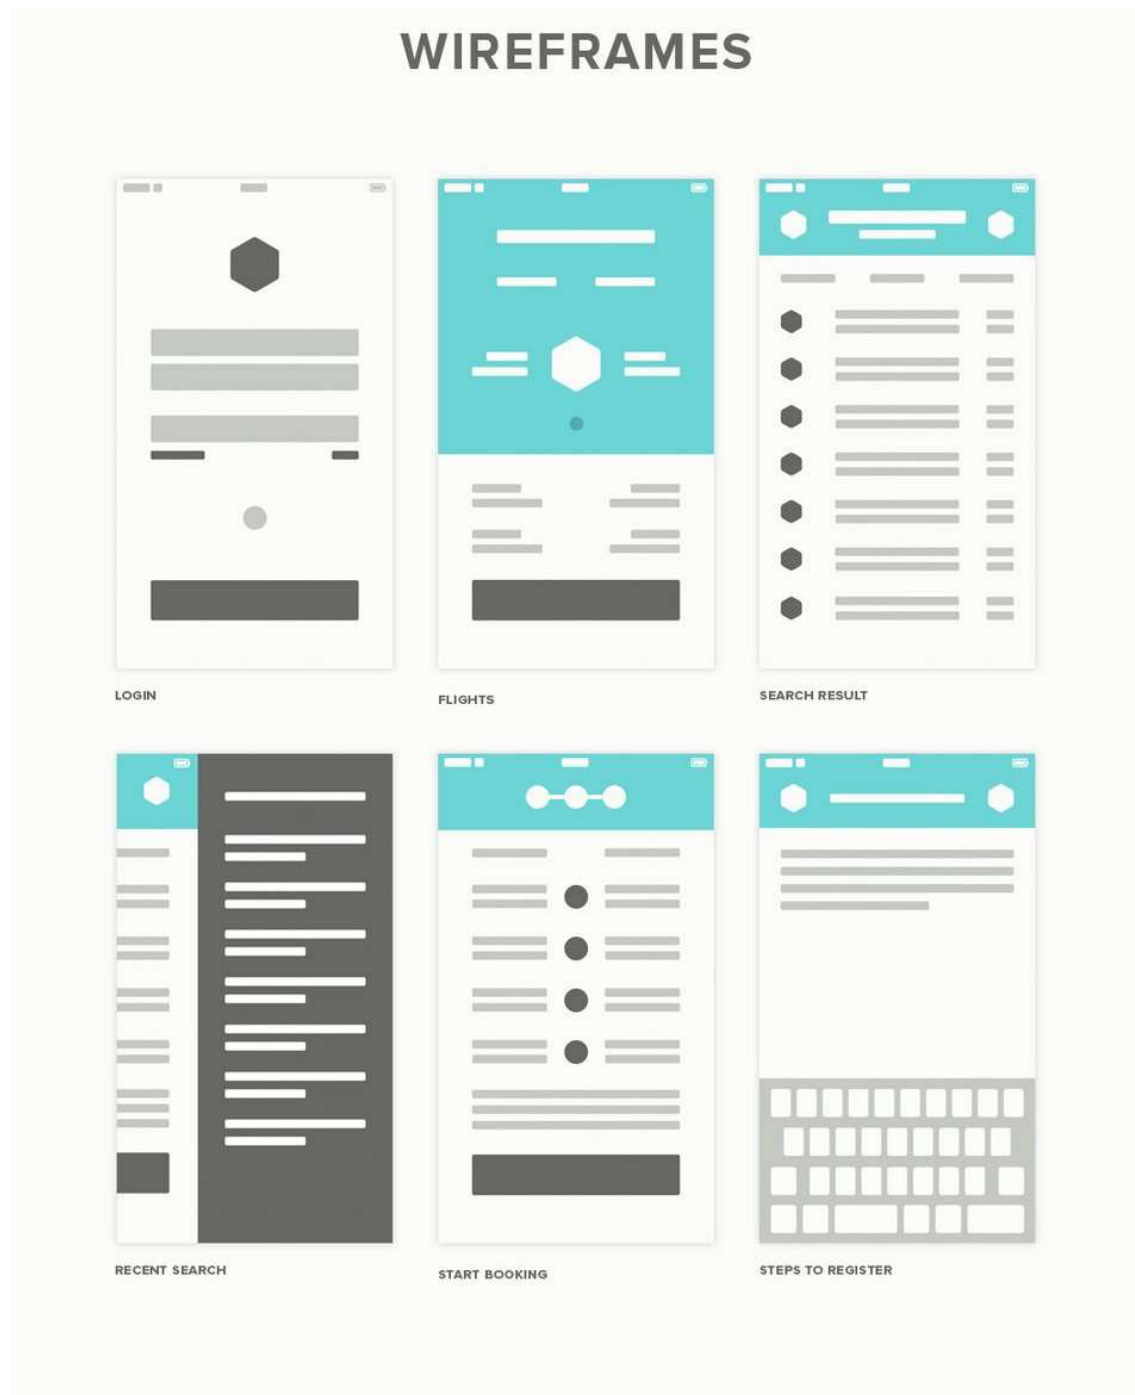 WIREFRAMES
LOGIN
FLIGHTS
SEARCH RESULT
RECENT SEARCH
START BOOKING
STEPS TO REGISTER